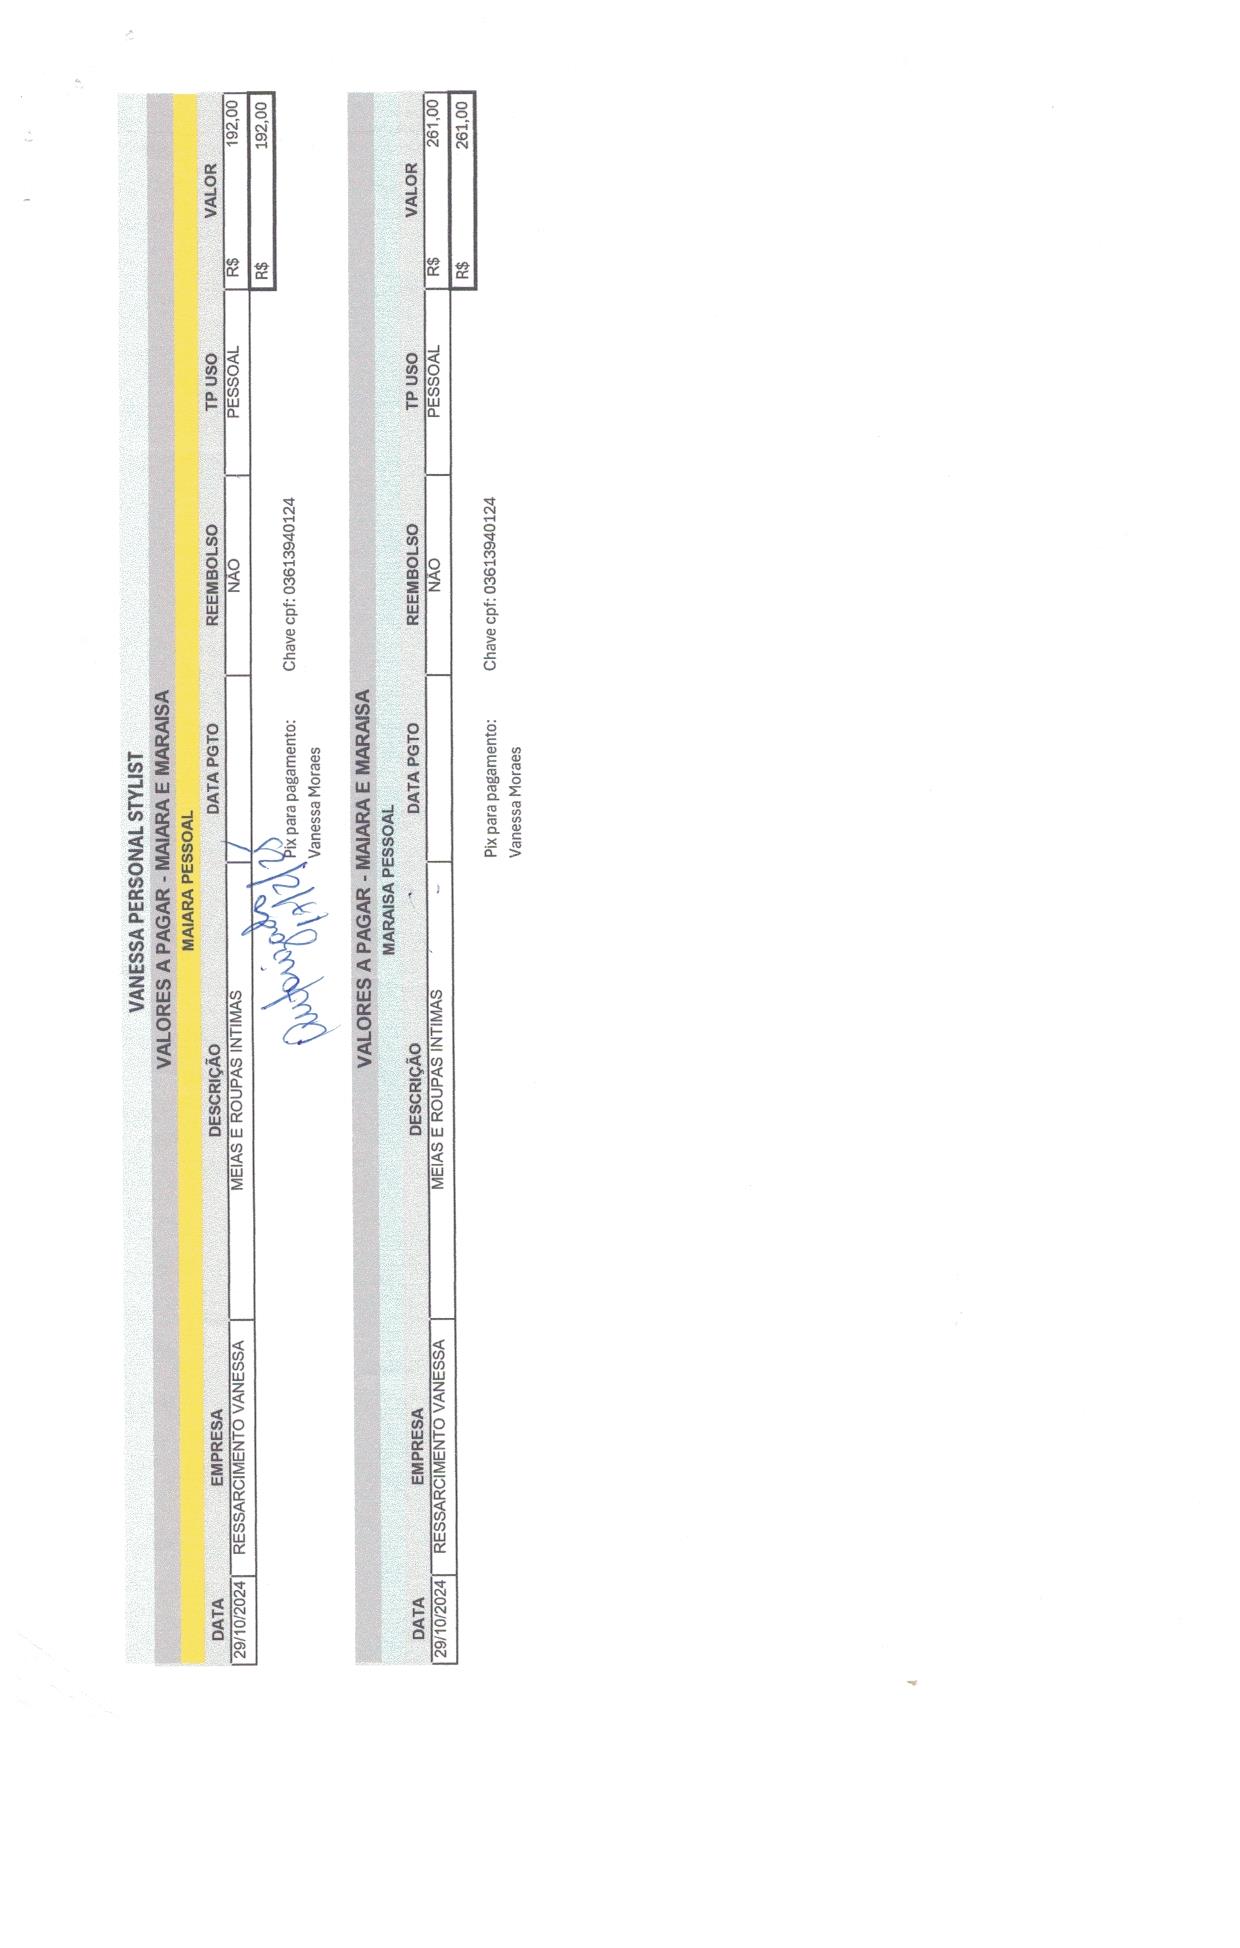 VANESSA PERSONAL STYLIST
VALORES A PAGAR - MAIARA E MARAISA
MAIARA PESSOAL
DATA EMPRESA DESCRIÇÃO DATA PGTO REEMBOLSO TP USO VALOR
29/10/2024 RESSARCIMENTO VANESSA MEIAS E ROUPAS INTIMAS NÃO PESSOAL R$ 192,00
R$ 192,00
Pix para pagamento: Chave cpf: 03613940124
Vanessa Moraes
VALORES A PAGAR - MAIARA E MARAISA
MARAISA PESSOAL
DATA EMPRESA DESCRIÇÃO DATA PGTO REEMBOLSO TP USO VALOR
29/10/2024 RESSARCIMENTO VANESSA MEIAS E ROUPAS INTIMAS NÃO PESSOAL R$ 261,00
R$ 261,00
Pix para pagamento: Chave cpf: 03613940124
Vanessa Moraes